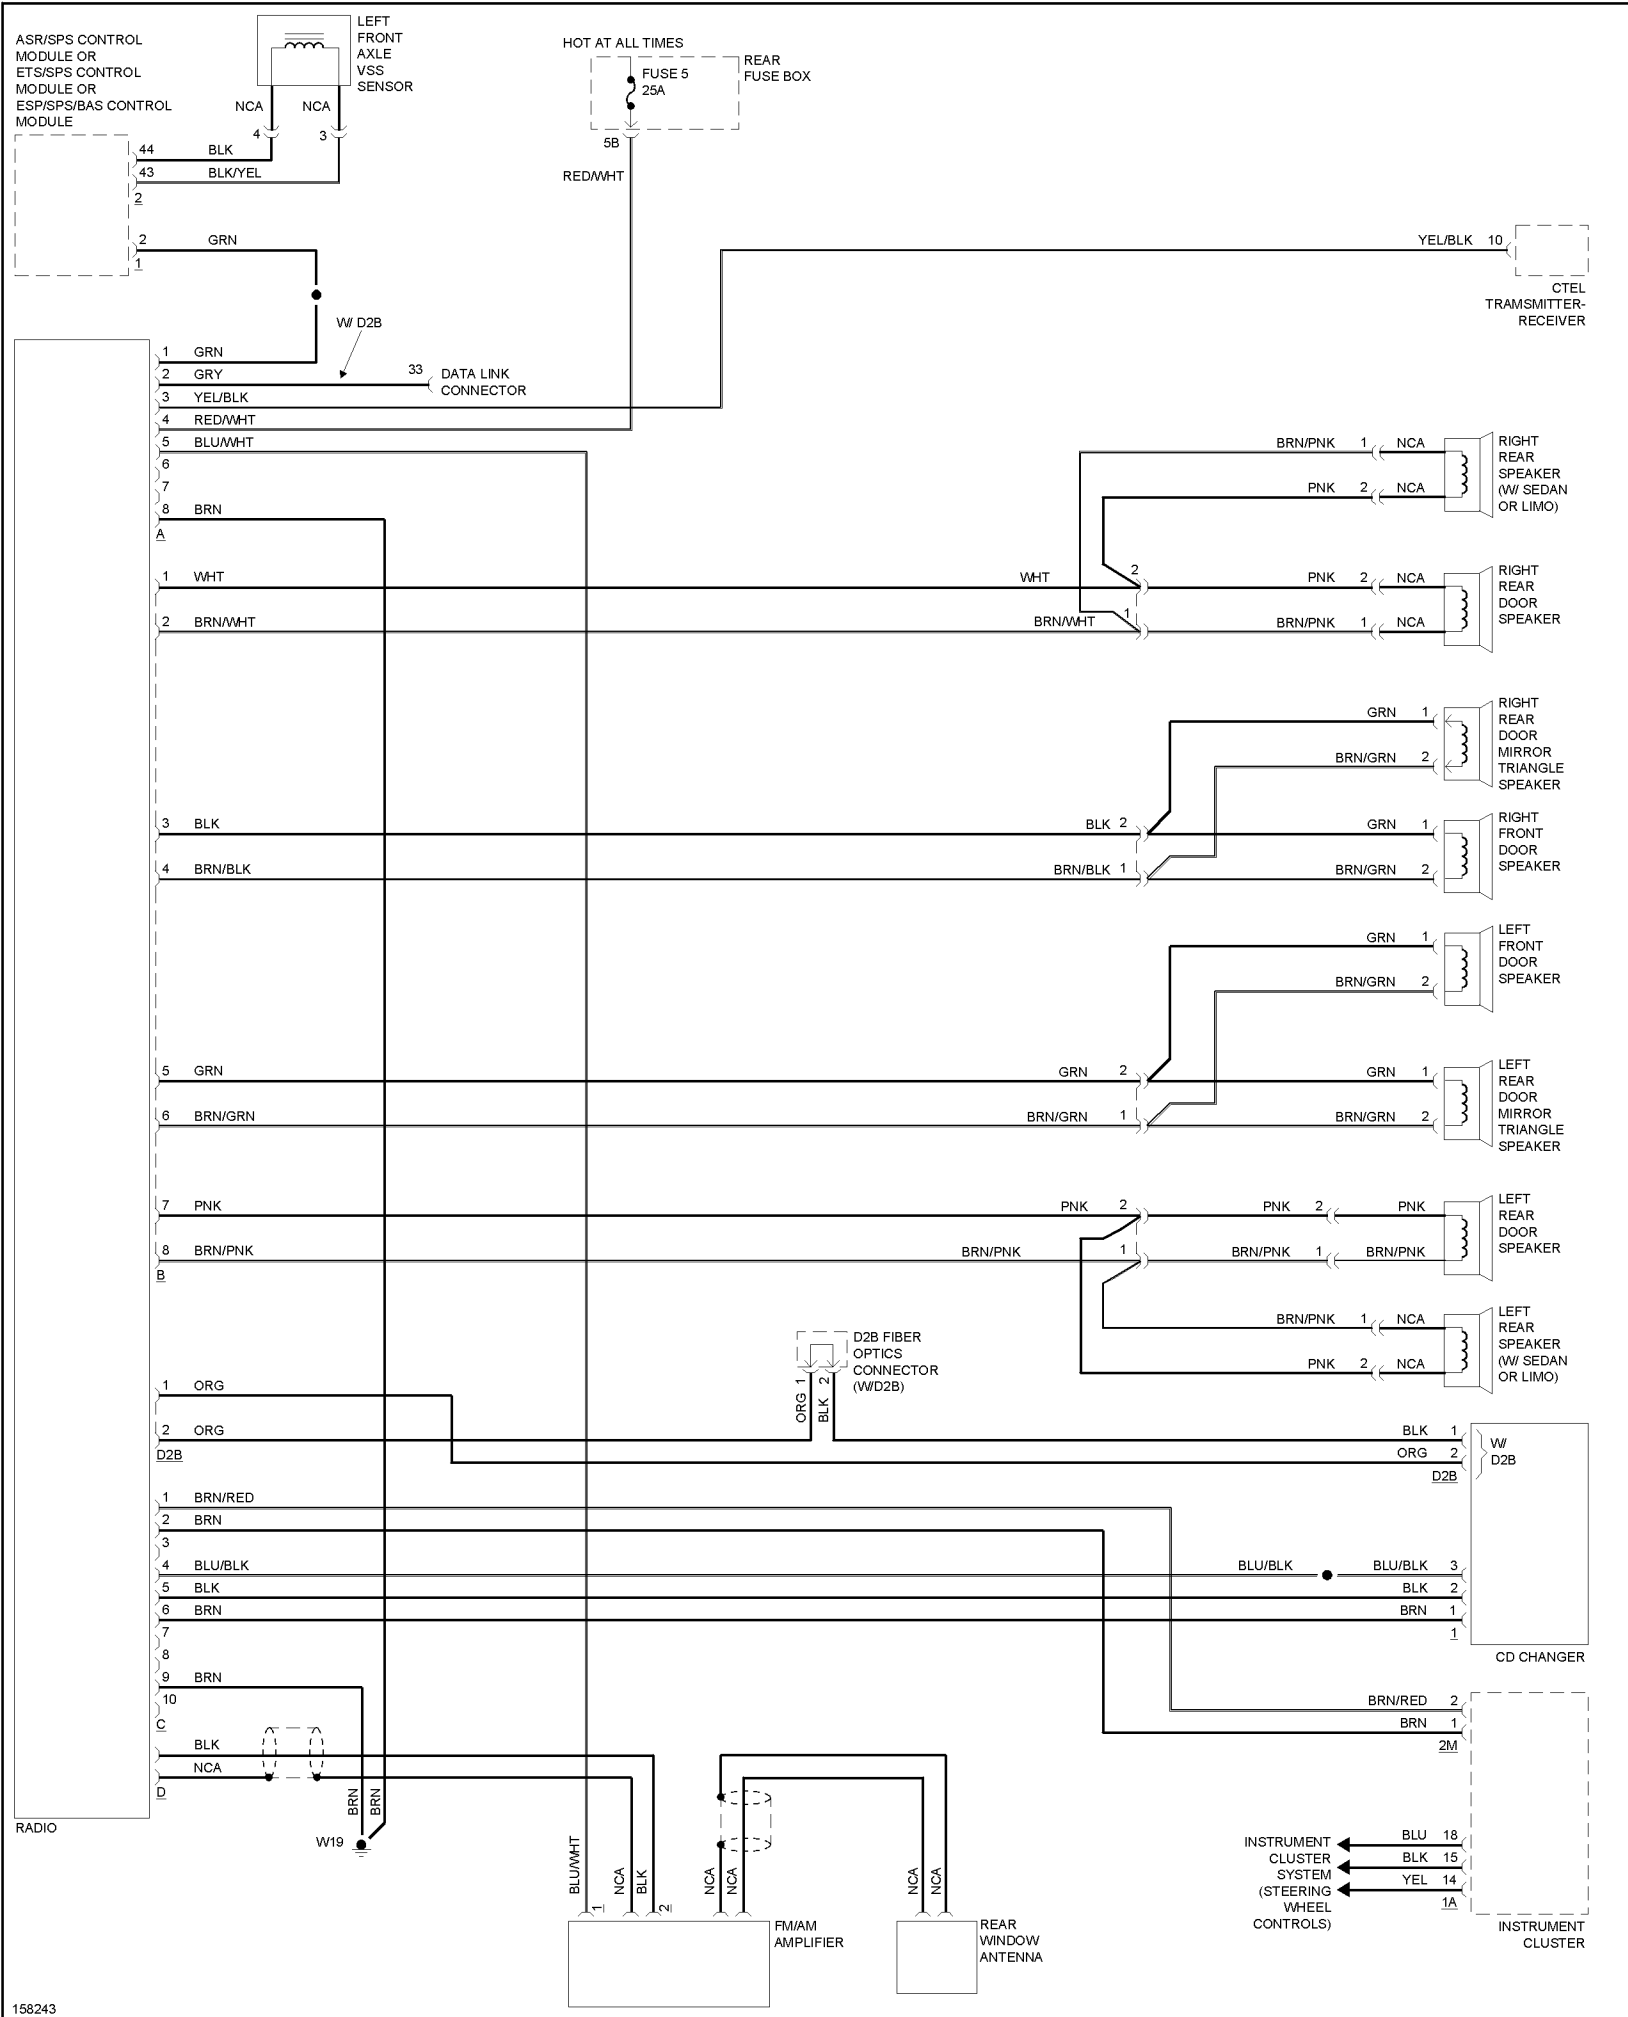 ASR/SPS CONTROL
MODULE OR
ETS/SPS CONTROL
MODULE OR
ESP/SPS/BAS CONTROL
MODULE
LEFT
FRONT
AXLE
VSS
SENSOR
NCA NCA
4 3
44 BLK
43 BLK/YEL
2
2 GRN
1
HOT AT ALL TIMES
FUSE 5
25A
REAR
FUSE BOX
5B
RED/WHT
YEL/BLK 10
CTEL
TRAMSMITTER-
RECEIVER
W/ D2B
1 GRN
2 GRY
33 DATA LINK
CONNECTOR
3 YEL/BLK
4 RED/WHT
5 BLU/WHT
6
7
8 BRN
A
BRN/PNK 1 NCA
PNK 2 NCA
RIGHT
REAR
SPEAKER
(W/ SEDAN
OR LIMO)
1 WHT WHT 2 PNK 2 NCA
2 BRN/WHT BRN/WHT 1 BRN/PNK 1 NCA
RIGHT
REAR
DOOR
SPEAKER
GRN 1
BRN/GRN 2
RIGHT
REAR
DOOR
MIRROR
TRIANGLE
SPEAKER
3 BLK BLK 2 GRN 1
4 BRN/BLK BRN/BLK 1 BRN/GRN 2
RIGHT
FRONT
DOOR
SPEAKER
GRN 1
BRN/GRN 2
LEFT
FRONT
DOOR
SPEAKER
5 GRN GRN 2 GRN 1
6 BRN/GRN BRN/GRN 1 BRN/GRN 2
LEFT
REAR
DOOR
MIRROR
TRIANGLE
SPEAKER
7 PNK PNK 2 PNK 2 PNK
8 BRN/PNK BRN/PNK 1 BRN/PNK 1 BRN/PNK
B
LEFT
REAR
DOOR
SPEAKER
BRN/PNK 1 NCA
PNK 2 NCA
LEFT
REAR
SPEAKER
(W/ SEDAN
OR LIMO)
D2B FIBER
OPTICS
CONNECTOR
(W/D2B)
ORG 1
BLK 2
1 ORG
2 ORG
D2B
BLK 1
ORG 2
D2B
W/
D2B
1 BRN/RED
2 BRN
3
4 BLU/BLK BLU/BLK BLU/BLK 3
5 BLK BLK 2
6 BRN BRN 1
7
1
8
CD CHANGER
9 BRN
10
C
BRN/RED 2
BRN 1
2M
BLK
NCA
D
RADIO
BRN
BRN
W19
BLU/WHT
1
NCA
BLK
2
NCA
NCA
FM/AM
AMPLIFIER
NCA
NCA
REAR
WINDOW
ANTENNA
INSTRUMENT
CLUSTER
SYSTEM
(STEERING
WHEEL
CONTROLS)
BLU 18
BLK 15
YEL 14
1A
INSTRUMENT
CLUSTER
158243